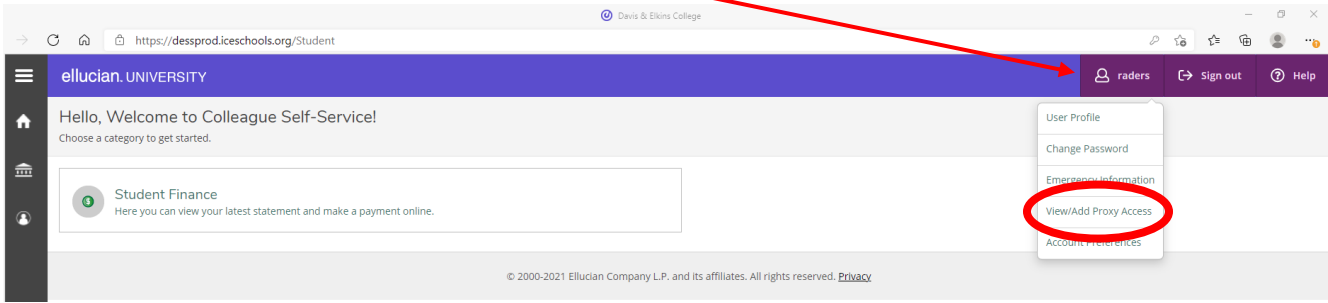 Davis & Elkins College
https://dessprod.iceschools.org/Student
ellucian. UNIVERSITY
raders
Sign out
Help
Hello, Welcome to Colleague Self-Service!
Choose a category to get started.
User Profile
Change Password
Emergency Information
View/Add Proxy Access
Account Preferences
Student Finance
Here you can view your latest statement and make a payment online.
© 2000-2021 Ellucian Company L.P. and its affiliates. All rights reserved. Privacy